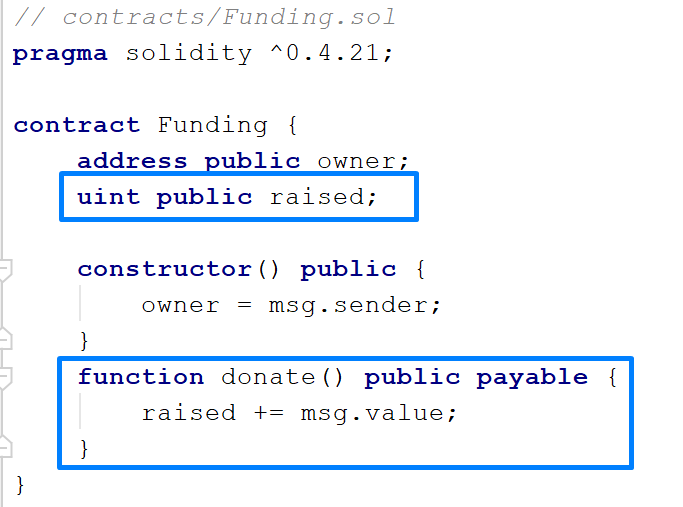 // contracts/Funding.sol
pragma solidity ^0.4.21;
contract Funding {
address public owner;
uint public raised;
constructor() public {
owner = msg.sender;
}
function donate() public payable {
raised += msg.value;
}
}